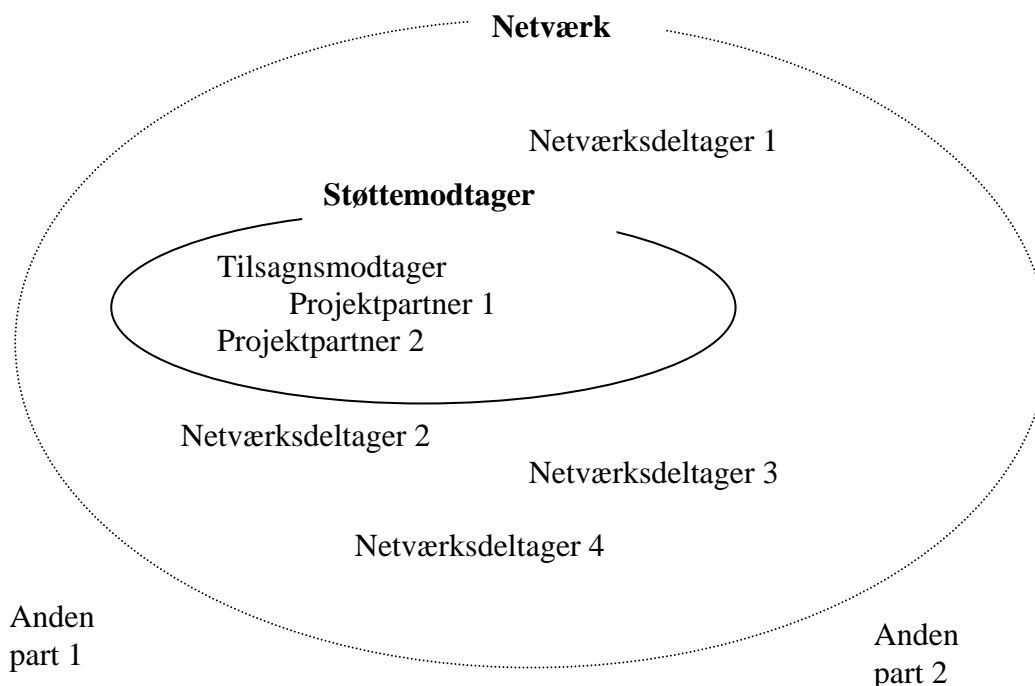 Netværk
Netværksdeltager 1
Støttemodtager
Tilsagnsmodtager
Projektpartner 1
Projektpartner 2
Netværksdeltager 2
Netværksdeltager 3
Netværksdeltager 4
Anden
part 1
Anden
part 2